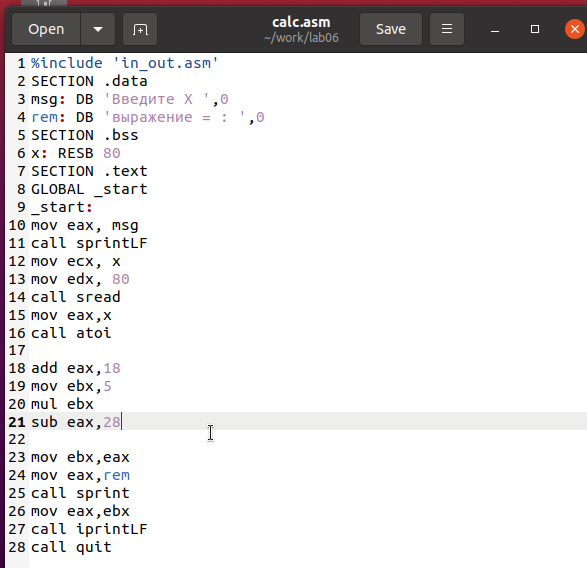 Open
calc.asm
~/work/lab06
Save
1 %include 'in_out.asm'
2 SECTION .data
3 msg: DB 'Введите X ',0
4 rem: DB 'выражение = : ',0
5 SECTION .bss
6 x: RESB 80
7 SECTION .text
8 GLOBAL _start
9 _start:
10 mov eax, msg
11 call sprintLF
12 mov ecx, x
13 mov edx, 80
14 call sread
15 mov eax,x
16 call atoi
17
18 add eax,18
19 mov ebx,5
20 mul ebx
21 sub eax,28
22
23 mov ebx,eax
24 mov eax,rem
25 call sprint
26 mov eax,ebx
27 call iprintLF
28 call quit